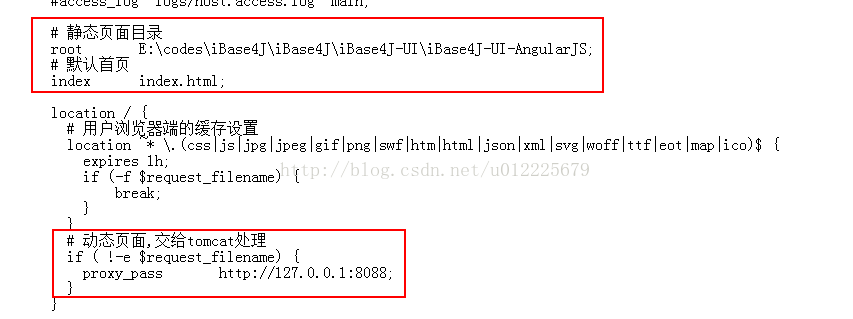 #access_log  logs/host.access.log  main;
# 静态页面目录
root      E:\codes\iBase4J\iBase4J\iBase4J-UI\iBase4J-UI-AngularJS;
# 默认首页
index     index.html;
location / {
# 用户浏览器端的缓存设置
location ~* \.(css|js|jpg|jpeg|gif|png|swf|htm|html|json|xml|svg|woff|ttf|eot|map|ico)$ {
expires 1h;
if (-f $request_filename) {
break;
}
}
# 动态页面,交给tomcat处理
if ( !-e $request_filename) {
proxy_pass       http://127.0.0.1:8088;
}
}
http://blog.csdn.net/u012225679